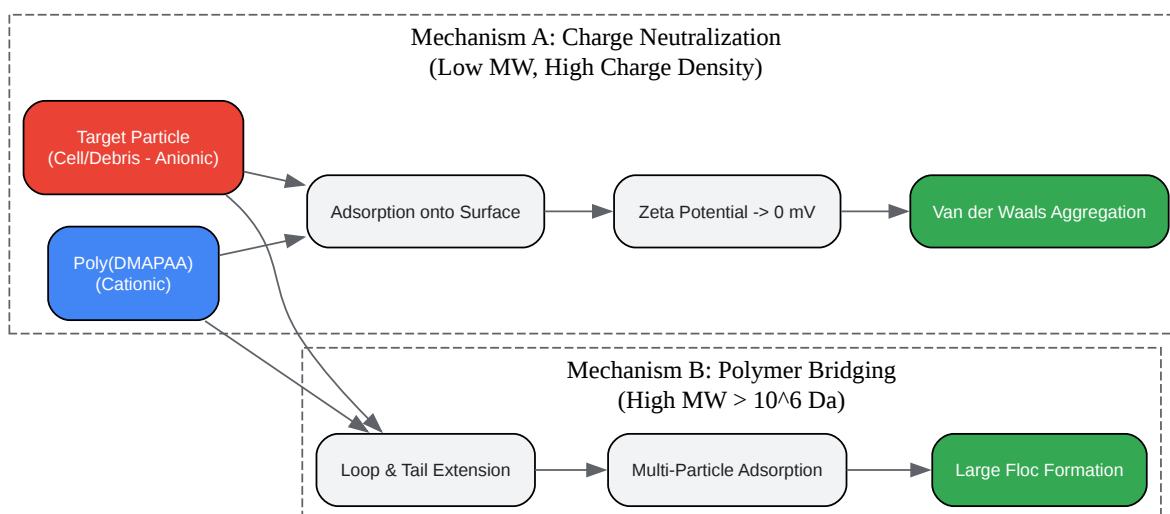 Mechanism A: Charge Neutralization
(Low MW, High Charge Density)
Target Particle
(Cell/Debris - Anionic)
Poly(DMAPAA)
(Cationic)
Adsorption onto Surface
Zeta Potential -> 0 mV
Van der Waals Aggregation
Mechanism B: Polymer Bridging
(High MW > 10^6 Da)
Loop & Tail Extension
Multi-Particle Adsorption
Large Floc Formation